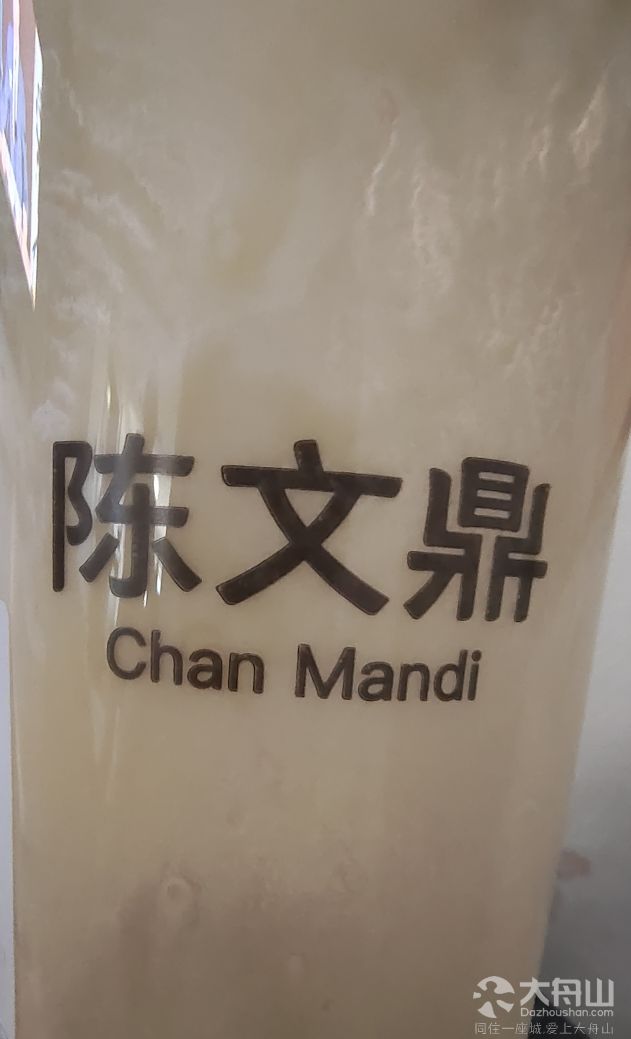 陈文鼎
Chan Mandi
大舟山
Dazhoushan.com
同住一座城,爱上大舟山